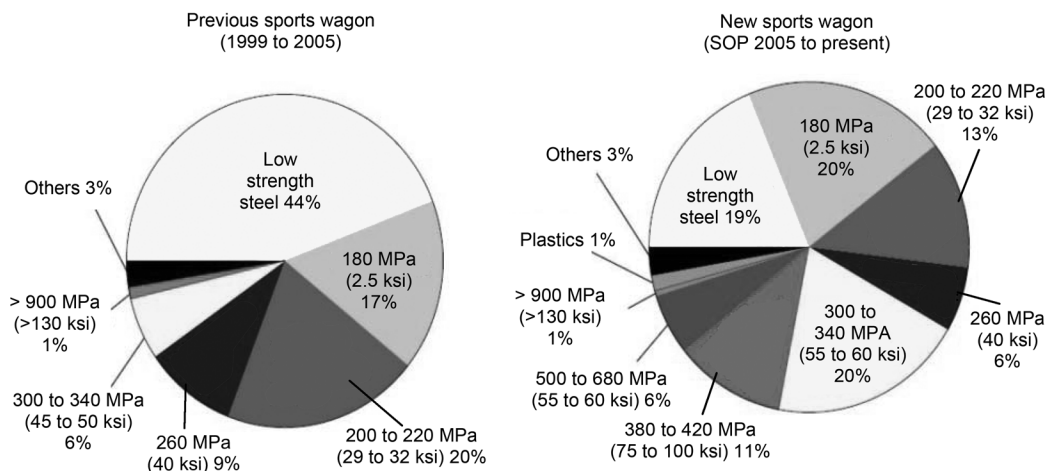 Previous sports wagon
(1999 to 2005)
Low
strength
steel 44%
180 MPa
(2.5 ksi)
17%
200 to 220 MPa
(29 to 32 ksi) 20%
260 MPa
(40 ksi) 9%
300 to 340 MPa
(45 to 50 ksi)
6%
> 900 MPa
(>130 ksi)
1%
Others 3%
New sports wagon
(SOP 2005 to present)
Low
strength
steel 19%
180 MPa
(2.5 ksi)
20%
200 to 220 MPa
(29 to 32 ksi)
13%
260 MPa
(40 ksi)
6%
300 to
340 MPA
(55 to 60 ksi)
20%
380 to 420 MPa
(75 to 100 ksi) 11%
500 to 680 MPa
(55 to 60 ksi) 6%
> 900 MPa
(>130 ksi)
1%
Plastics 1%
Others 3%